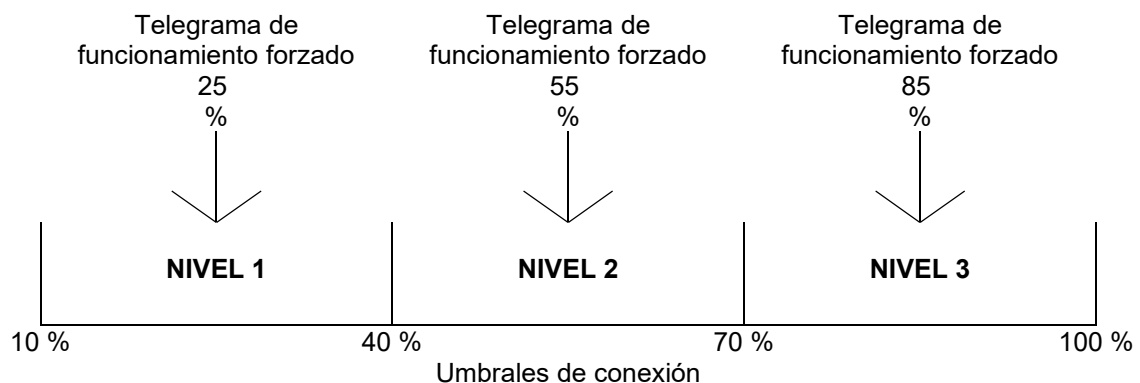 Telegrama de
funcionamiento forzado
25
%
Telegrama de
funcionamiento forzado
55
%
Telegrama de
funcionamiento forzado
85
%
NIVEL 1
NIVEL 2
NIVEL 3
10 %
40 %
70 %
100 %
Umbrales de conexión